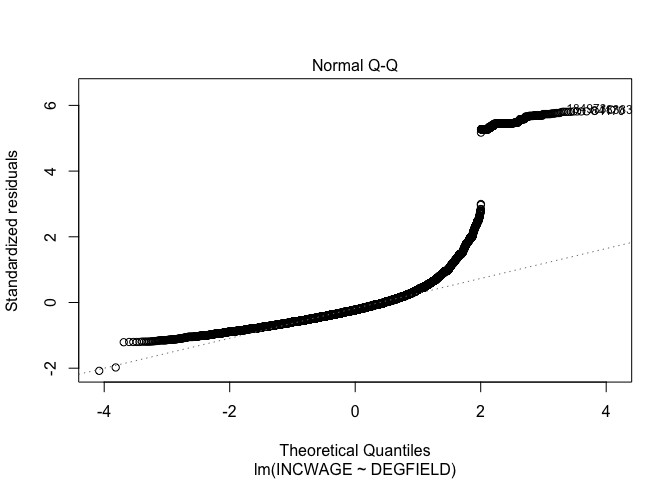 Normal Q-Q
Standardized residuals
6
4
2
0
-2
-4
-2
0
2
4
Theoretical Quantiles
lm(INCWAGE ~ DEGFIELD)